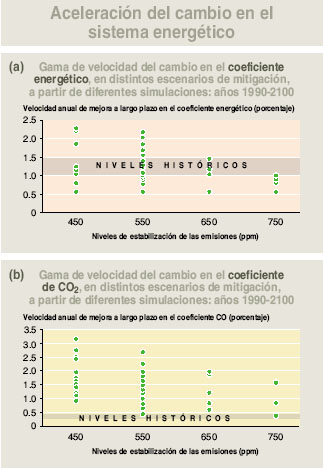 Aceleración del cambio en el
sistema energético
(a) Gama de velocidad del cambio en el coeficiente
energético, en distintos escenarios de mitigación,
a partir de diferentes simulaciones: años 1990-2100
Velocidad anual de mejora a largo plazo en el coeficiente energético (porcentaje)
2.5
2.0
1.5
NIVELES HISTÓRICOS
1.0
0.5
0
450 550 650 750
Niveles de estabilización de las emisiones (ppm)
(b) Gama de velocidad del cambio en el coeficiente
de CO2, en distintos escenarios de mitigación,
a partir de diferentes simulaciones: años 1990-2100
Velocidad anual de mejora a largo plazo en el coeficiente CO (porcentaje)
3.5
3.0
2.5
2.0
1.5
1.0
0.5
NIVELES HISTÓRICOS
0.0
450 550 650 750
Niveles de estabilización de las emisiones (ppm)